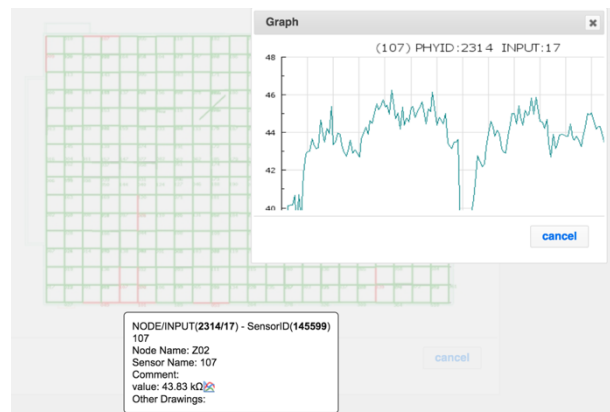 Graph
(107) PHYID:2314 INPUT:17
48
46
44
42
40
cancel
NODE/INPUT(2314/17) - SensorID(145599)
107
Node Name: Z02
Sensor Name: 107
Comment:
value: 43.83 kΩ
Other Drawings:
cancel